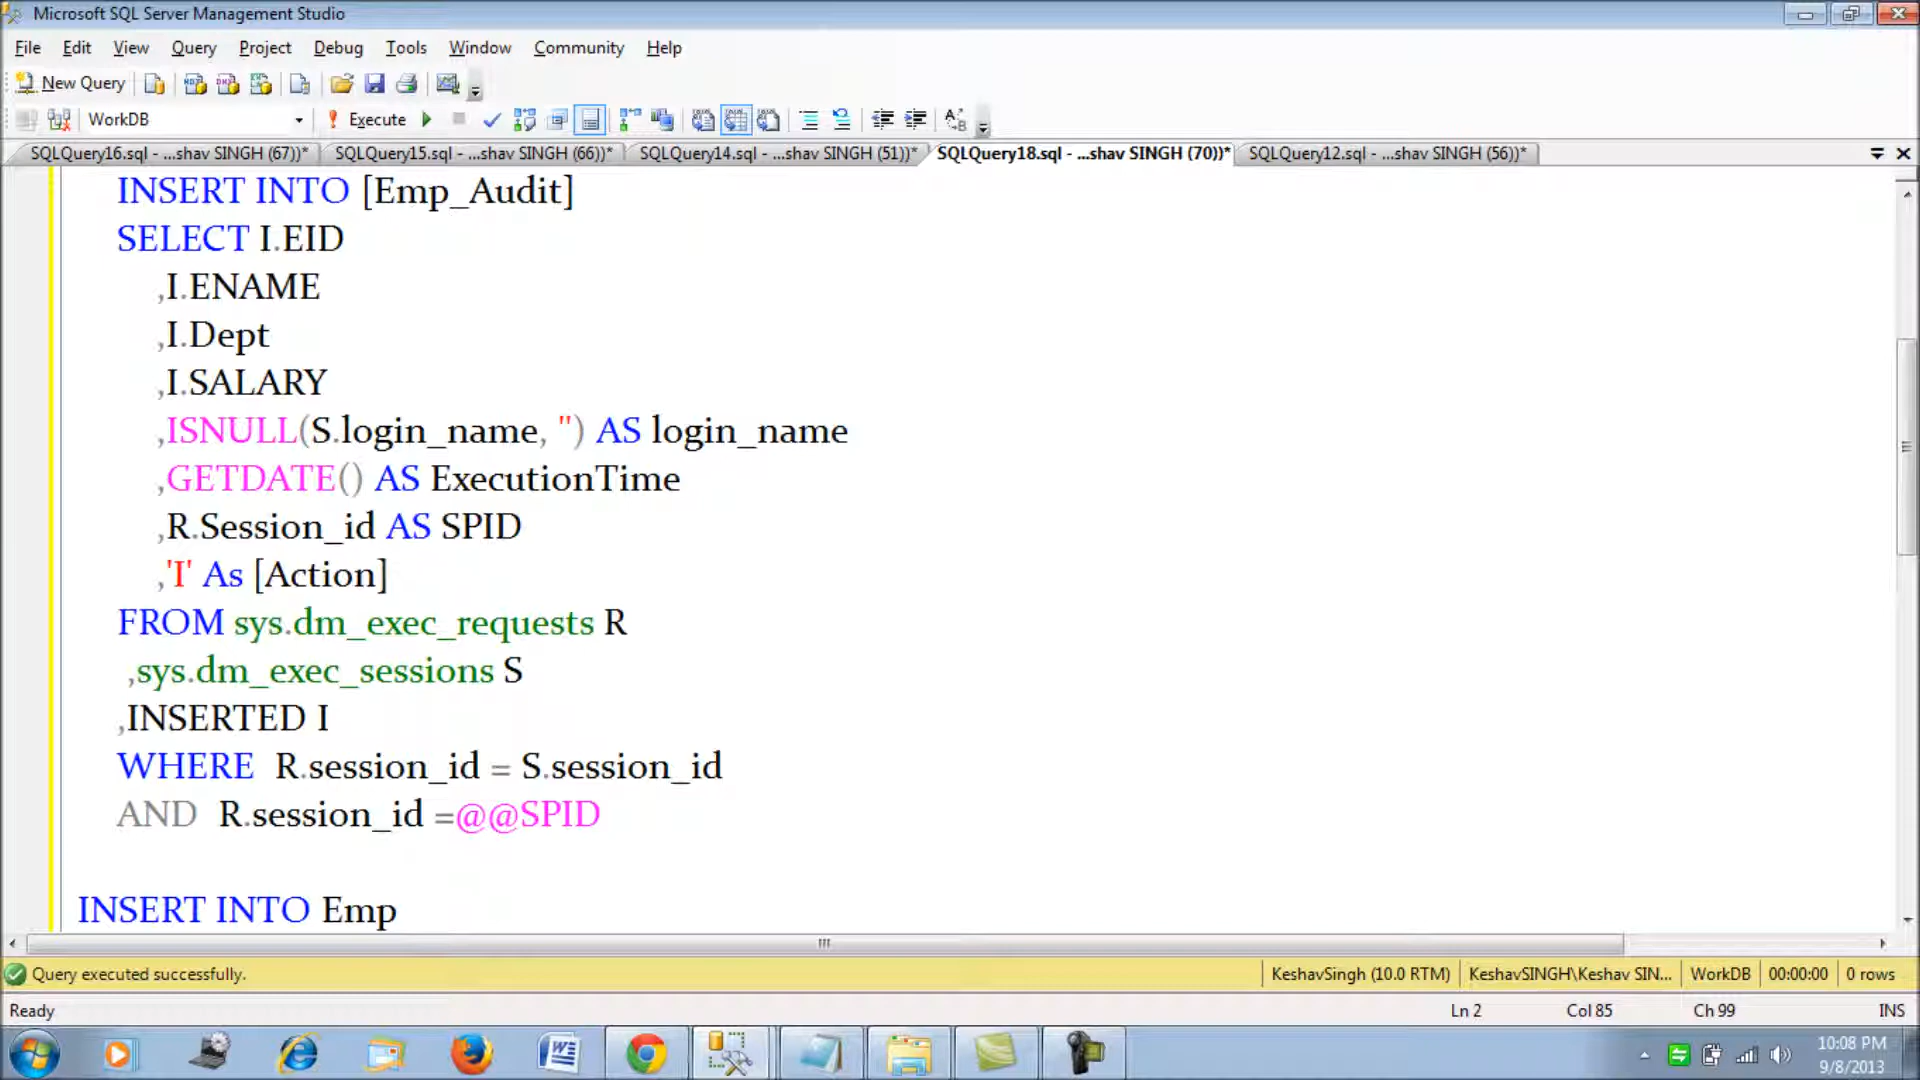 Microsoft SQL Server Management Studio
File Edit View Query Project Debug Tools Window Community Help
New Query
WorkDB Execute
SQLQuery16.sql - ...shav SINGH (67))* SQLQuery15.sql - ...shav SINGH (66))* SQLQuery14.sql - ...shav SINGH (51))* SQLQuery18.sql - ...shav SINGH (70))* SQLQuery12.sql - ...shav SINGH (56))*
INSERT INTO [Emp_Audit]
SELECT I.EID
,I.ENAME
,I.Dept
,I.SALARY
,ISNULL(S.login_name, '') AS login_name
,GETDATE() AS ExecutionTime
,R.Session_id AS SPID
,'I' As [Action]
FROM sys.dm_exec_requests R
,sys.dm_exec_sessions S
,INSERTED I
WHERE R.session_id = S.session_id
AND R.session_id =@@SPID
INSERT INTO Emp
Query executed successfully. KeshavSingh (10.0 RTM) KeshavSINGH\Keshav SIN... WorkDB 00:00:00 0 rows
Ready Ln 2 Col 85 Ch 99 INS
10:08 PM
9/8/2013